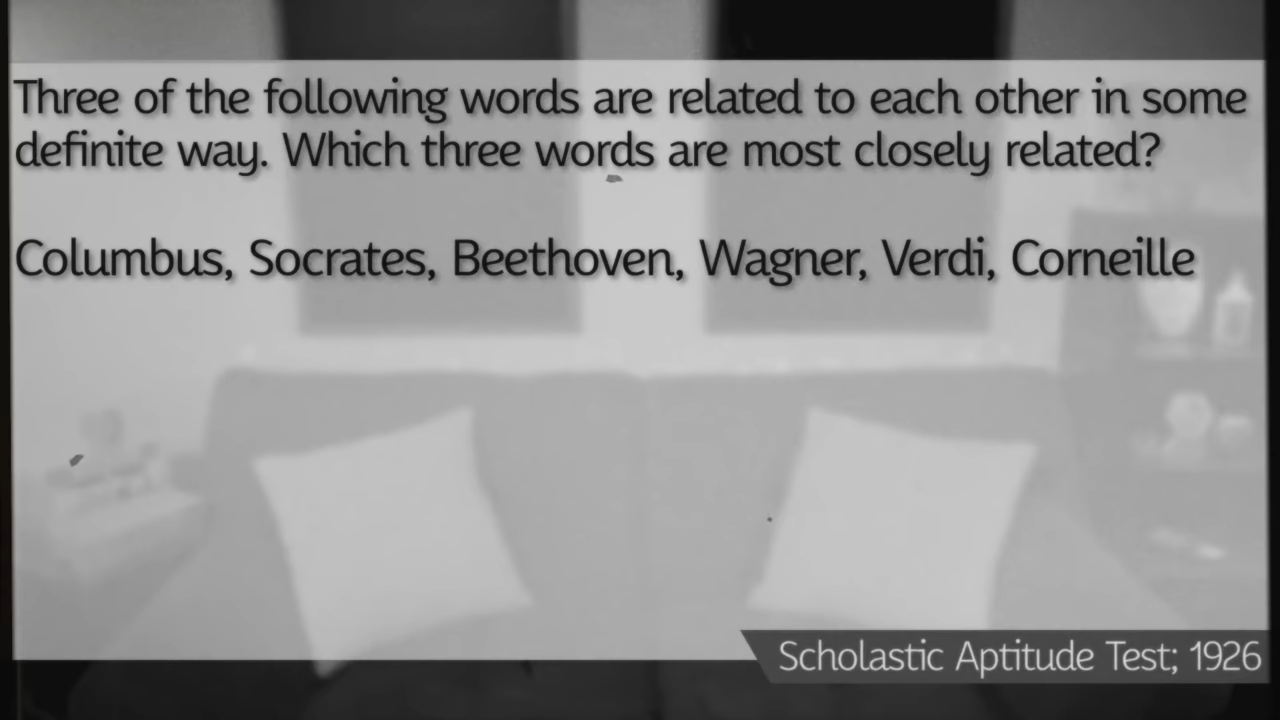 Three of the following words are related to each other in some
definite way. Which three words are most closely related?
Columbus, Socrates, Beethoven, Wagner, Verdi, Corneille
Scholastic Aptitude Test; 1926